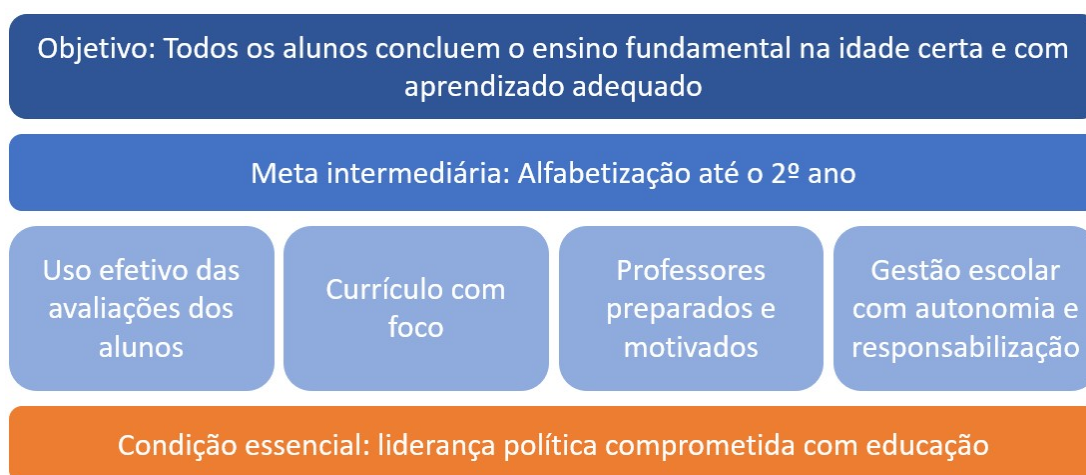 Objetivo: Todos os alunos concluem o ensino fundamental na idade certa e com
aprendizado adequado
Meta intermediária: Alfabetização até o 2º ano
Uso efetivo das
avaliações dos
alunos
Currículo com
foco
Professores
preparados e
motivados
Gestão escolar
com autonomia e
responsabilização
Condição essencial: liderança política comprometida com educação